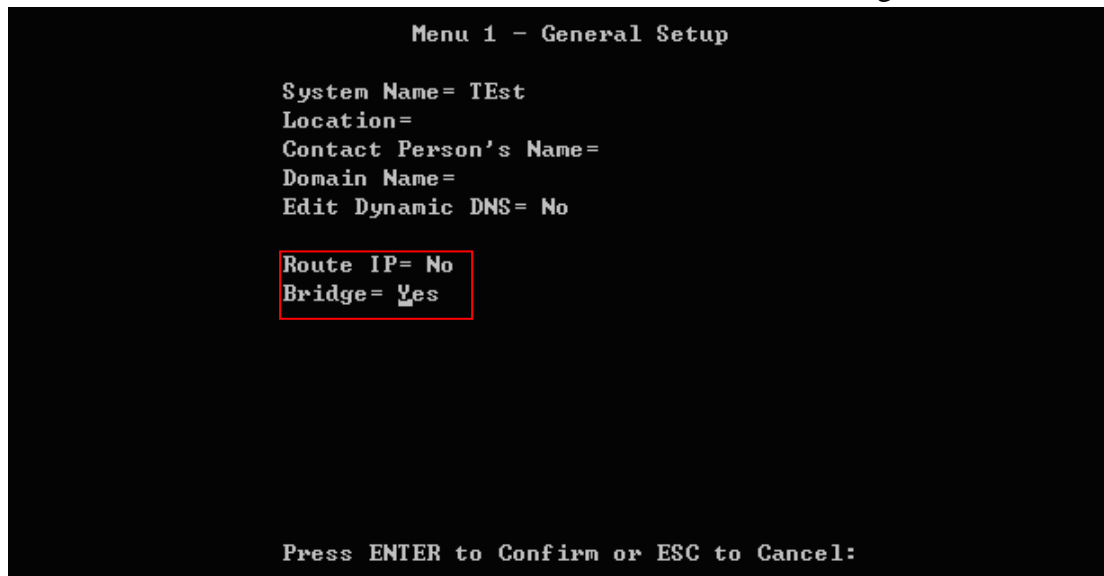 Menu 1 - General Setup
System Name= TEst
Location=
Contact Person's Name=
Domain Name=
Edit Dynamic DNS= No
Route IP= No
Bridge= Yes
Press ENTER to Confirm or ESC to Cancel: